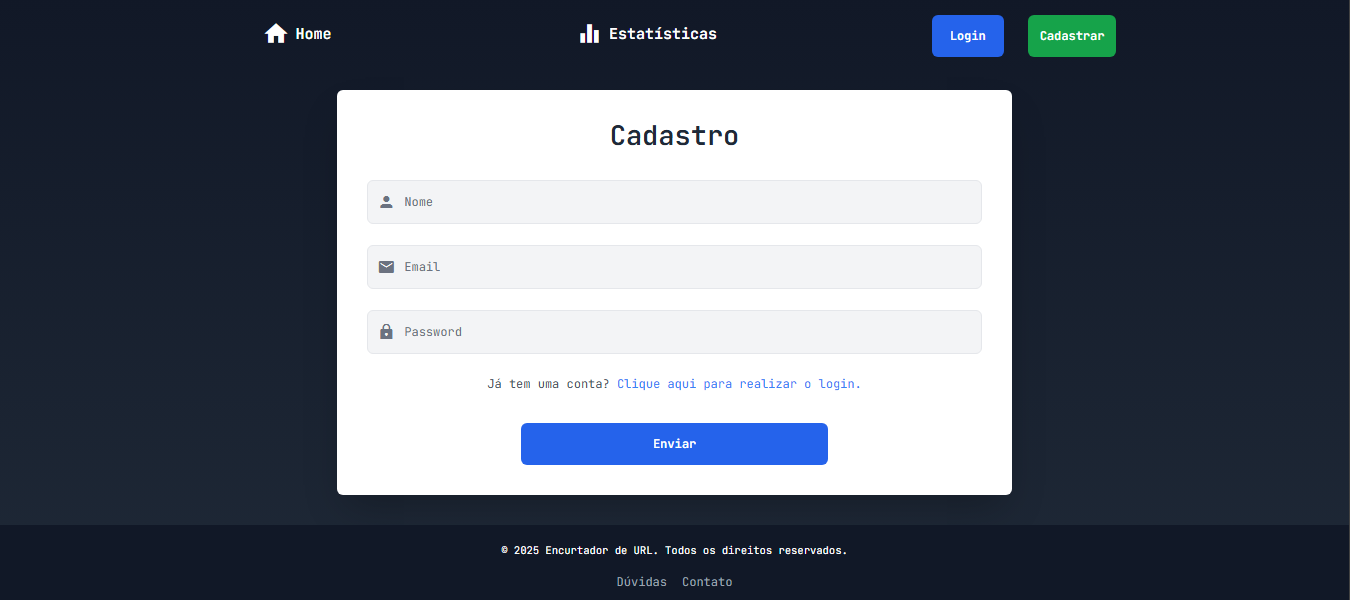 Home Estatísticas Login Cadastrar
Cadastro
Nome
Email
Password
Já tem uma conta? Clique aqui para realizar o login.
Enviar
© 2025 Encurtador de URL. Todos os direitos reservados.
Dúvidas Contato